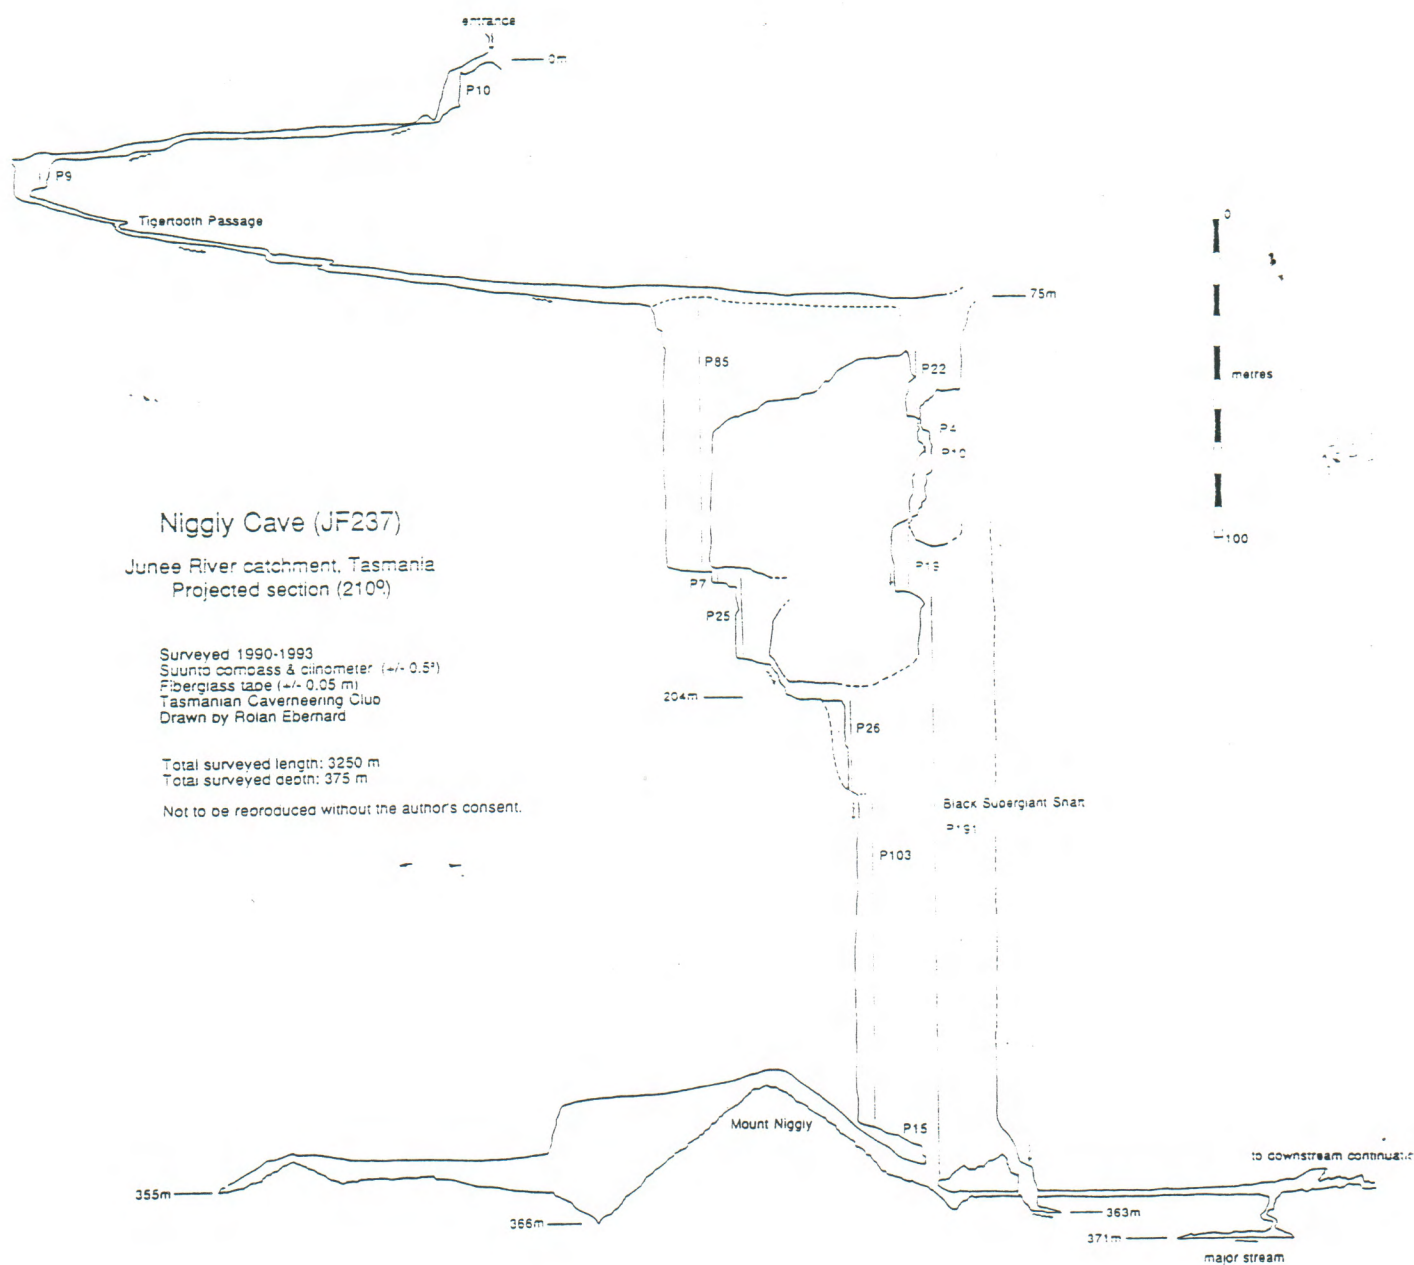 entrance
0m
P10
P9
Tigertooth Passage
75m
0
metres
100
P85
P22
P4
P10
P19
P7
P25
204m
P26
Niggly Cave (JF237)
Junee River catchment, Tasmania
Projected section (210°)
Surveyed 1990-1993
Suunto compass & clinometer (+/- 0.5°)
Fiberglass tape (+/- 0.05 m)
Tasmanian Caverneering Club
Drawn by Rolan Eberhard
Total surveyed length: 3250 m
Total surveyed depth: 375 m
Not to be reproduced without the author's consent.
Black Supergiant Shaft
P191
P103
Mount Niggly
P15
355m
366m
363m
371m
to downstream
major stream